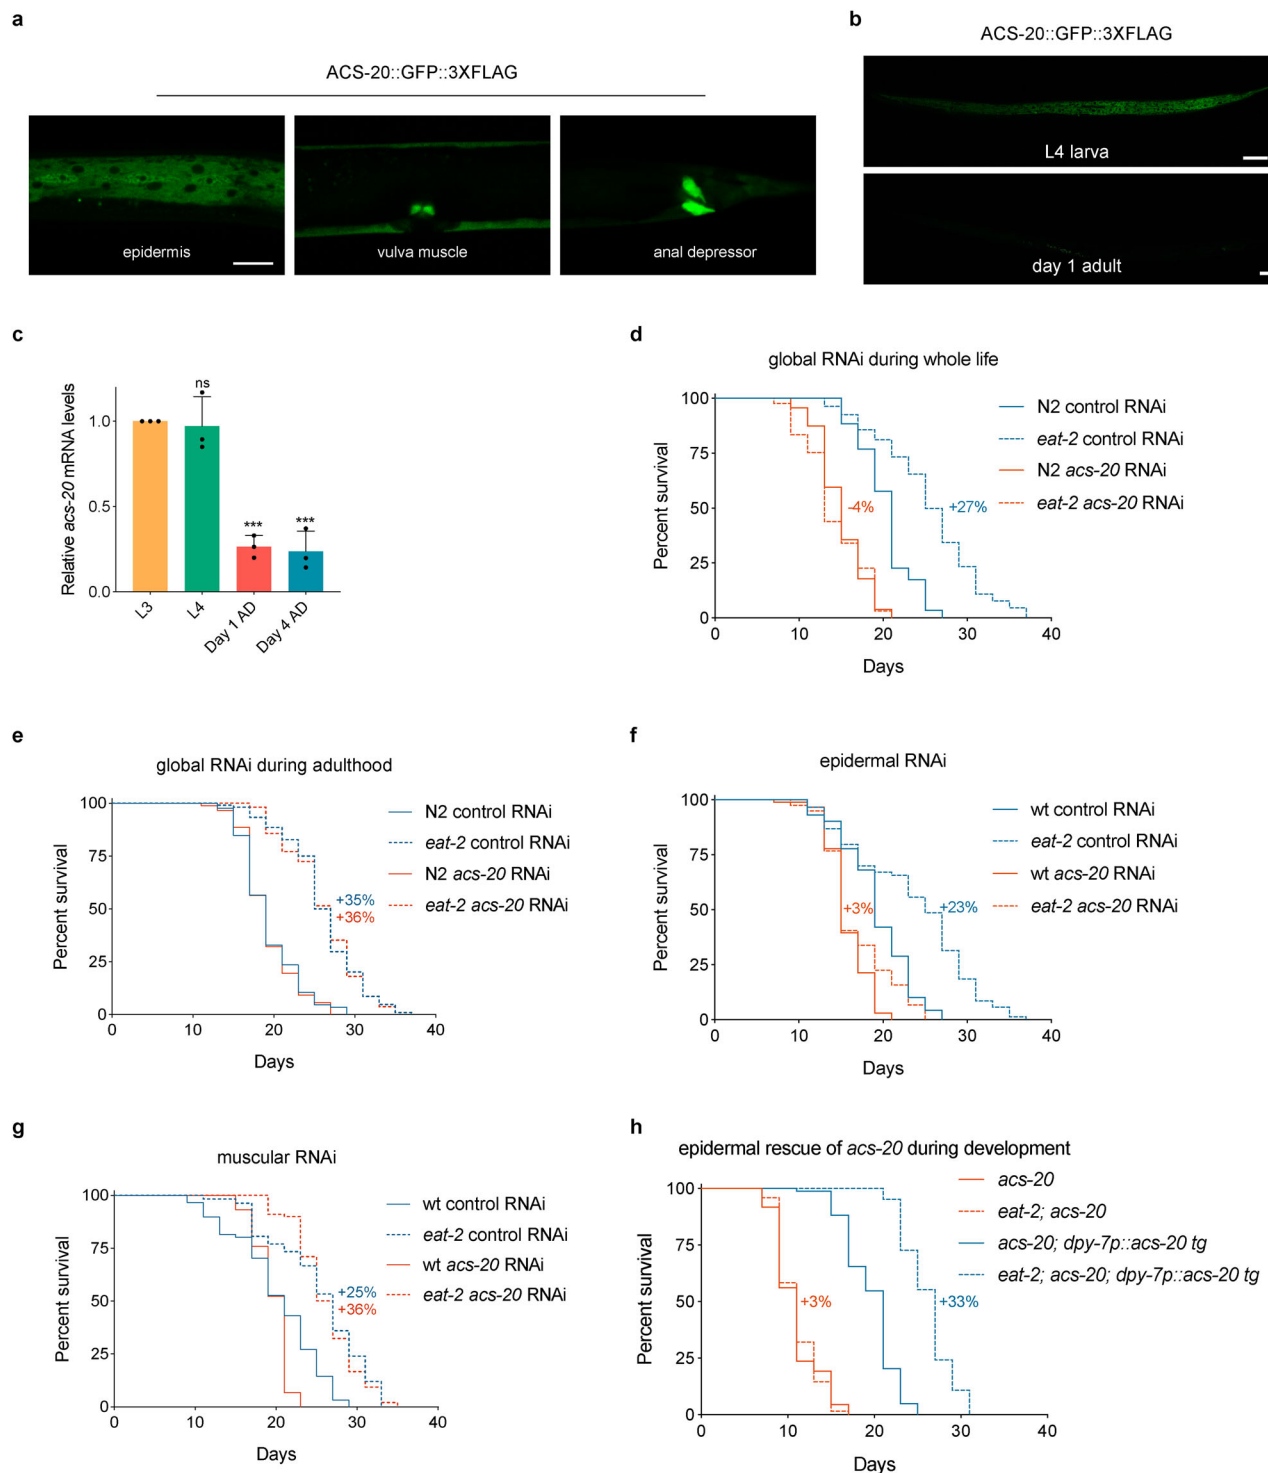 a
ACS-20::GFP::3XFLAG
epidermis
vulva muscle
anal depressor
b
ACS-20::GFP::3XFLAG
L4 larva
day 1 adult
c
Relative acs-20 mRNA levels
1.0
0.5
0.0
ns
***
***
L3
L4
Day 1 AD
Day 4 AD
d
global RNAi during whole life
Percent survival
100
75
50
25
0
0 10 20 30 40
Days
-4%
+27%
N2 control RNAi
eat-2 control RNAi
N2 acs-20 RNAi
eat-2 acs-20 RNAi
e
global RNAi during adulthood
Percent survival
100
75
50
25
0
0 10 20 30 40
Days
+35%
+36%
N2 control RNAi
eat-2 control RNAi
N2 acs-20 RNAi
eat-2 acs-20 RNAi
f
epidermal RNAi
Percent survival
100
75
50
25
0
0 10 20 30 40
Days
+3%
+23%
wt control RNAi
eat-2 control RNAi
wt acs-20 RNAi
eat-2 acs-20 RNAi
g
muscular RNAi
Percent survival
100
75
50
25
0
0 10 20 30 40
Days
+25%
+36%
wt control RNAi
eat-2 control RNAi
wt acs-20 RNAi
eat-2 acs-20 RNAi
h
epidermal rescue of acs-20 during development
Percent survival
100
75
50
25
0
0 10 20 30 40
Days
+3%
+33%
acs-20
eat-2; acs-20
acs-20; dpy-7p::acs-20 tg
eat-2; acs-20; dpy-7p::acs-20 tg